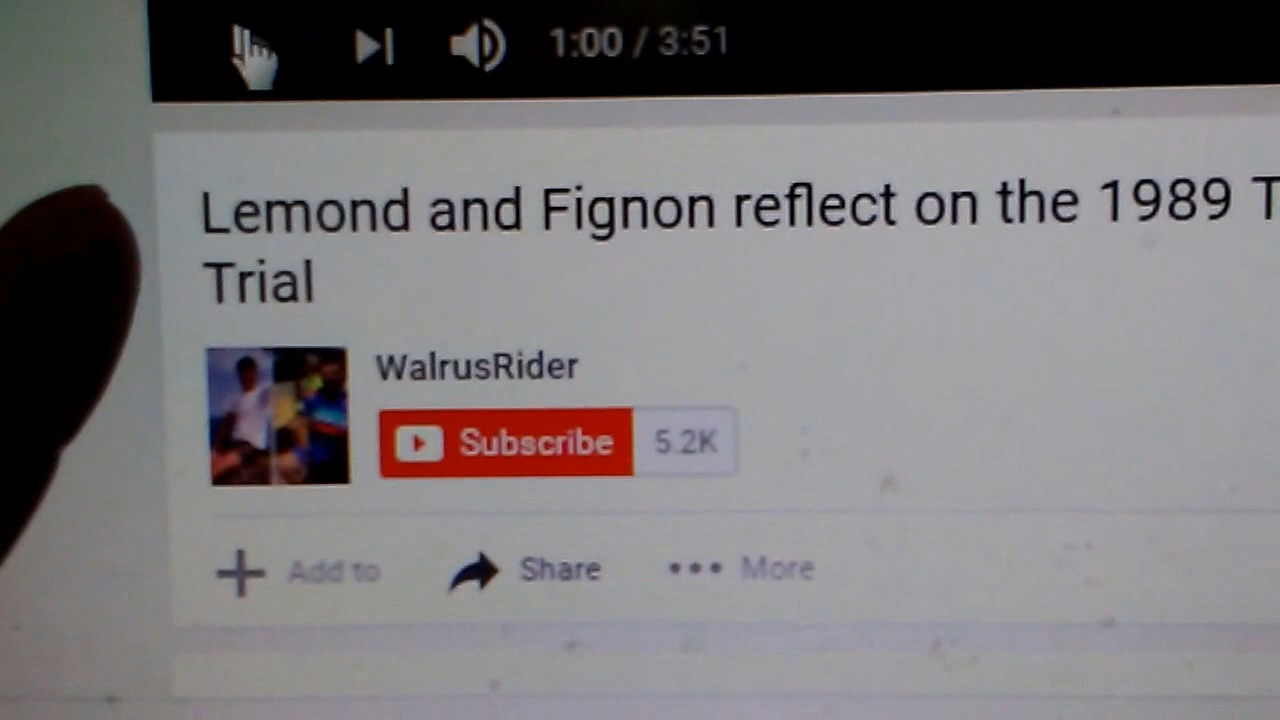 1:00 / 3:51
Lemond and Fignon reflect on the 1989 T
Trial
WalrusRider
Subscribe 5.2K
Add to Share More